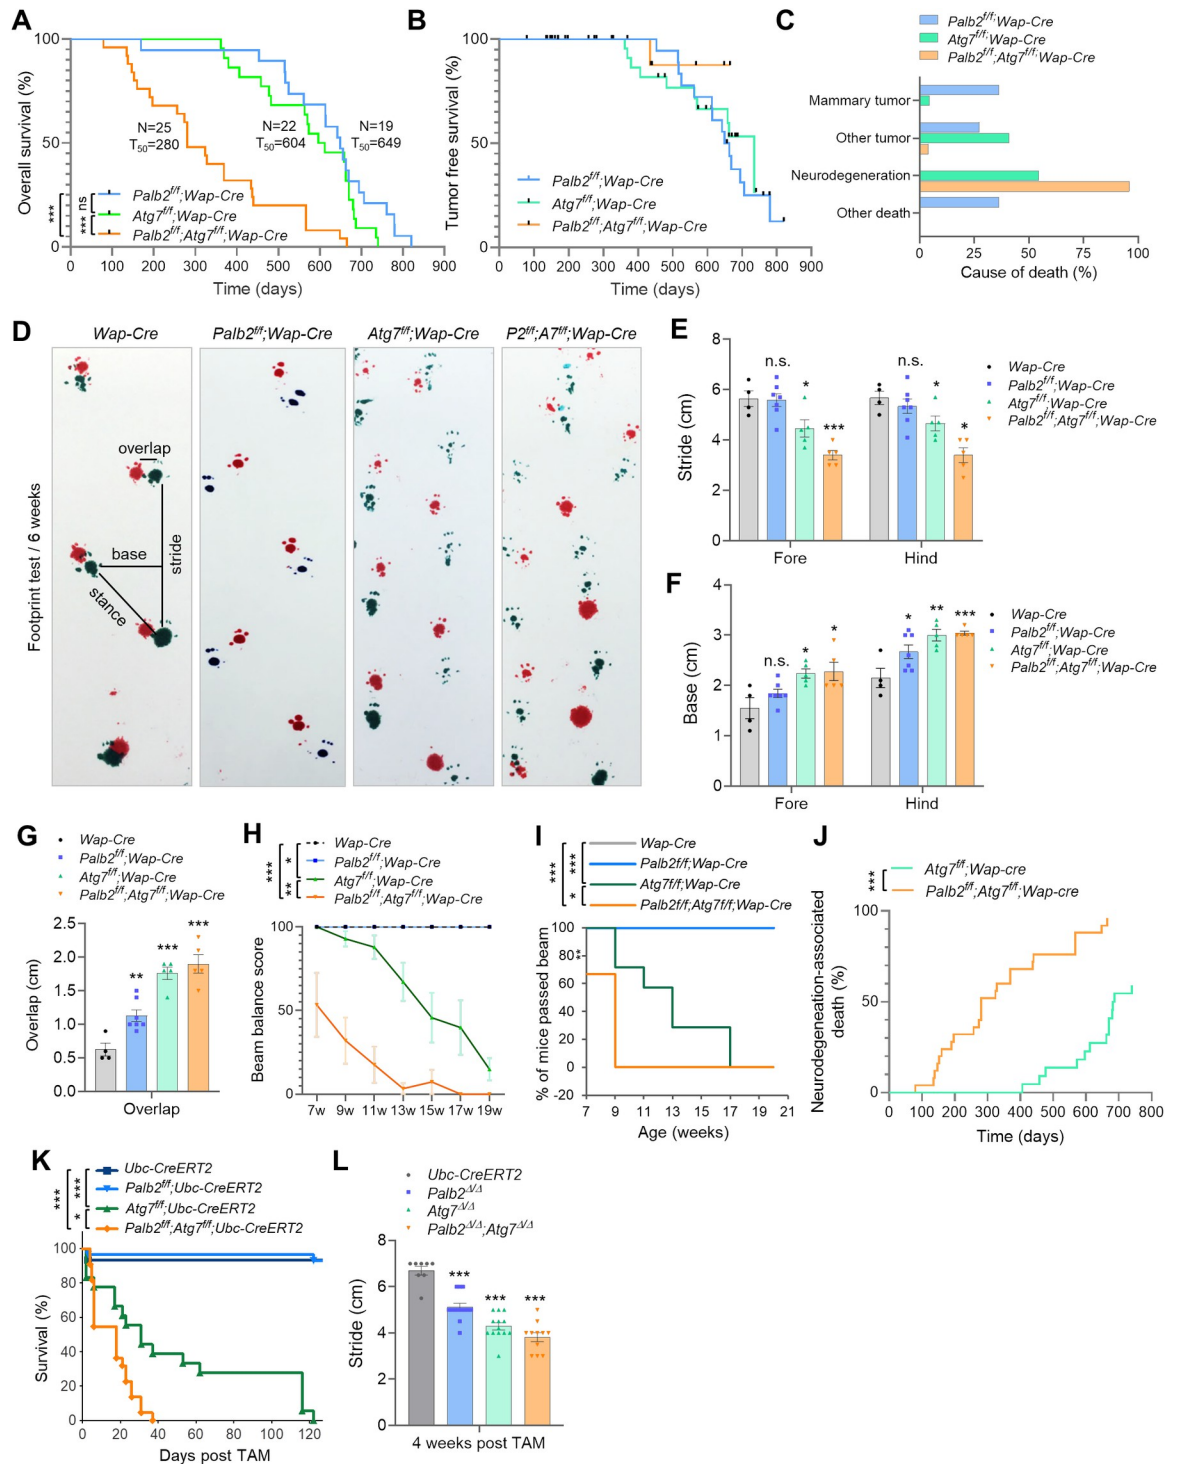 A
Overall survival (%)
100
50
0
N=25
T50=280
N=22
T50=604
N=19
T50=649
*** ns
***
Palb2f/f;Wap-Cre
Atg7f/f;Wap-Cre
Palb2f/f;Atg7f/f;Wap-Cre
0 100 200 300 400 500 600 700 800 900
Time (days)
B
Tumor free survival (%)
100
50
0
Palb2f/f;Wap-Cre
Atg7f/f;Wap-Cre
Palb2f/f;Atg7f/f;Wap-Cre
0 100 200 300 400 500 600 700 800 900
Time (days)
C
Palb2f/f;Wap-Cre
Atg7f/f;Wap-Cre
Palb2f/f;Atg7f/f;Wap-Cre
Mammary tumor
Other tumor
Neurodegeneration
Other death
0 25 50 75 100
Cause of death (%)
D
Wap-Cre
Palb2f/f;Wap-Cre
Atg7f/f;Wap-Cre
P2f/f;A7f/f;Wap-Cre
Footprint test / 6 weeks
overlap
base
stride
stance
E
Stride (cm)
8
6
4
2
0
n.s. * ***
n.s. * *
Fore Hind
Wap-Cre
Palb2f/f;Wap-Cre
Atg7f/f;Wap-Cre
Palb2f/f;Atg7f/f;Wap-Cre
F
Base (cm)
4
3
2
1
0
n.s. * *
* ** ***
Fore Hind
Wap-Cre
Palb2f/f;Wap-Cre
Atg7f/f;Wap-Cre
Palb2f/f;Atg7f/f;Wap-Cre
G
Wap-Cre
Palb2f/f;Wap-Cre
Atg7f/f;Wap-Cre
Palb2f/f;Atg7f/f;Wap-Cre
Overlap (cm)
2.5
2.0
1.5
1.0
0.5
0.0
** *** ***
Overlap
H
*** * **
Wap-Cre
Palb2f/f;Wap-Cre
Atg7f/f;Wap-Cre
Palb2f/f;Atg7f/f;Wap-Cre
Beam balance score
100
50
0
7w 9w 11w 13w 15w 17w 19w
I
*** *** *
Wap-Cre
Palb2f/f;Wap-Cre
Atg7f/f;Wap-Cre
Palb2f/f;Atg7f/f;Wap-Cre
% of mice passed beam
100
80
60
40
20
0
-20
**
7 9 11 13 15 17 19 21
Age (weeks)
J
***
Atg7f/f;Wap-cre
Palb2f/f;Atg7f/f;Wap-cre
Neurodegeneation-associated
death (%)
100
50
0
0 100 200 300 400 500 600 700 800
Time (days)
K
*** *** *
Ubc-CreERT2
Palb2f/f;Ubc-CreERT2
Atg7f/f;Ubc-CreERT2
Palb2f/f;Atg7f/f;Ubc-CreERT2
Survival (%)
100
80
60
40
20
0
0 20 40 60 80 100 120
Days post TAM
L
Ubc-CreERT2
Palb2Δ/Δ
Atg7Δ/Δ
Palb2Δ/Δ;Atg7Δ/Δ
Stride (cm)
8
6
4
2
0
*** *** ***
4 weeks post TAM